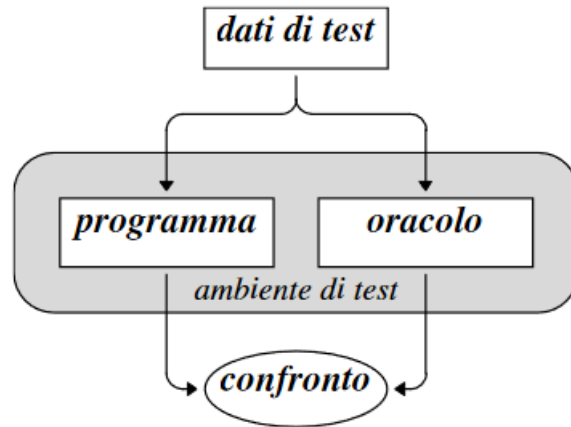 dati di test
programma
oracolo
ambiente di test
confronto